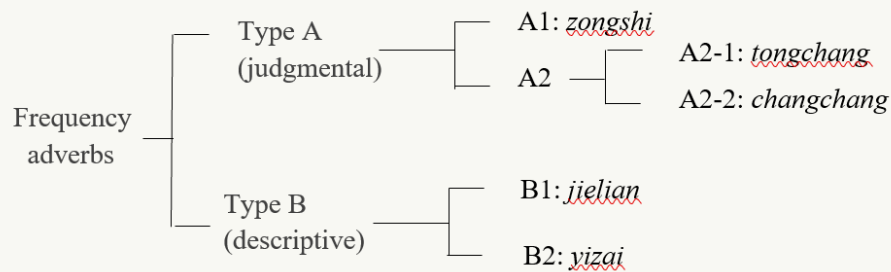 Frequency
adverbs
Type A
(judgmental)
A1: zongshi
A2
A2-1: tongchang
A2-2: changchang
Type B
(descriptive)
B1: jielian
B2: yizai